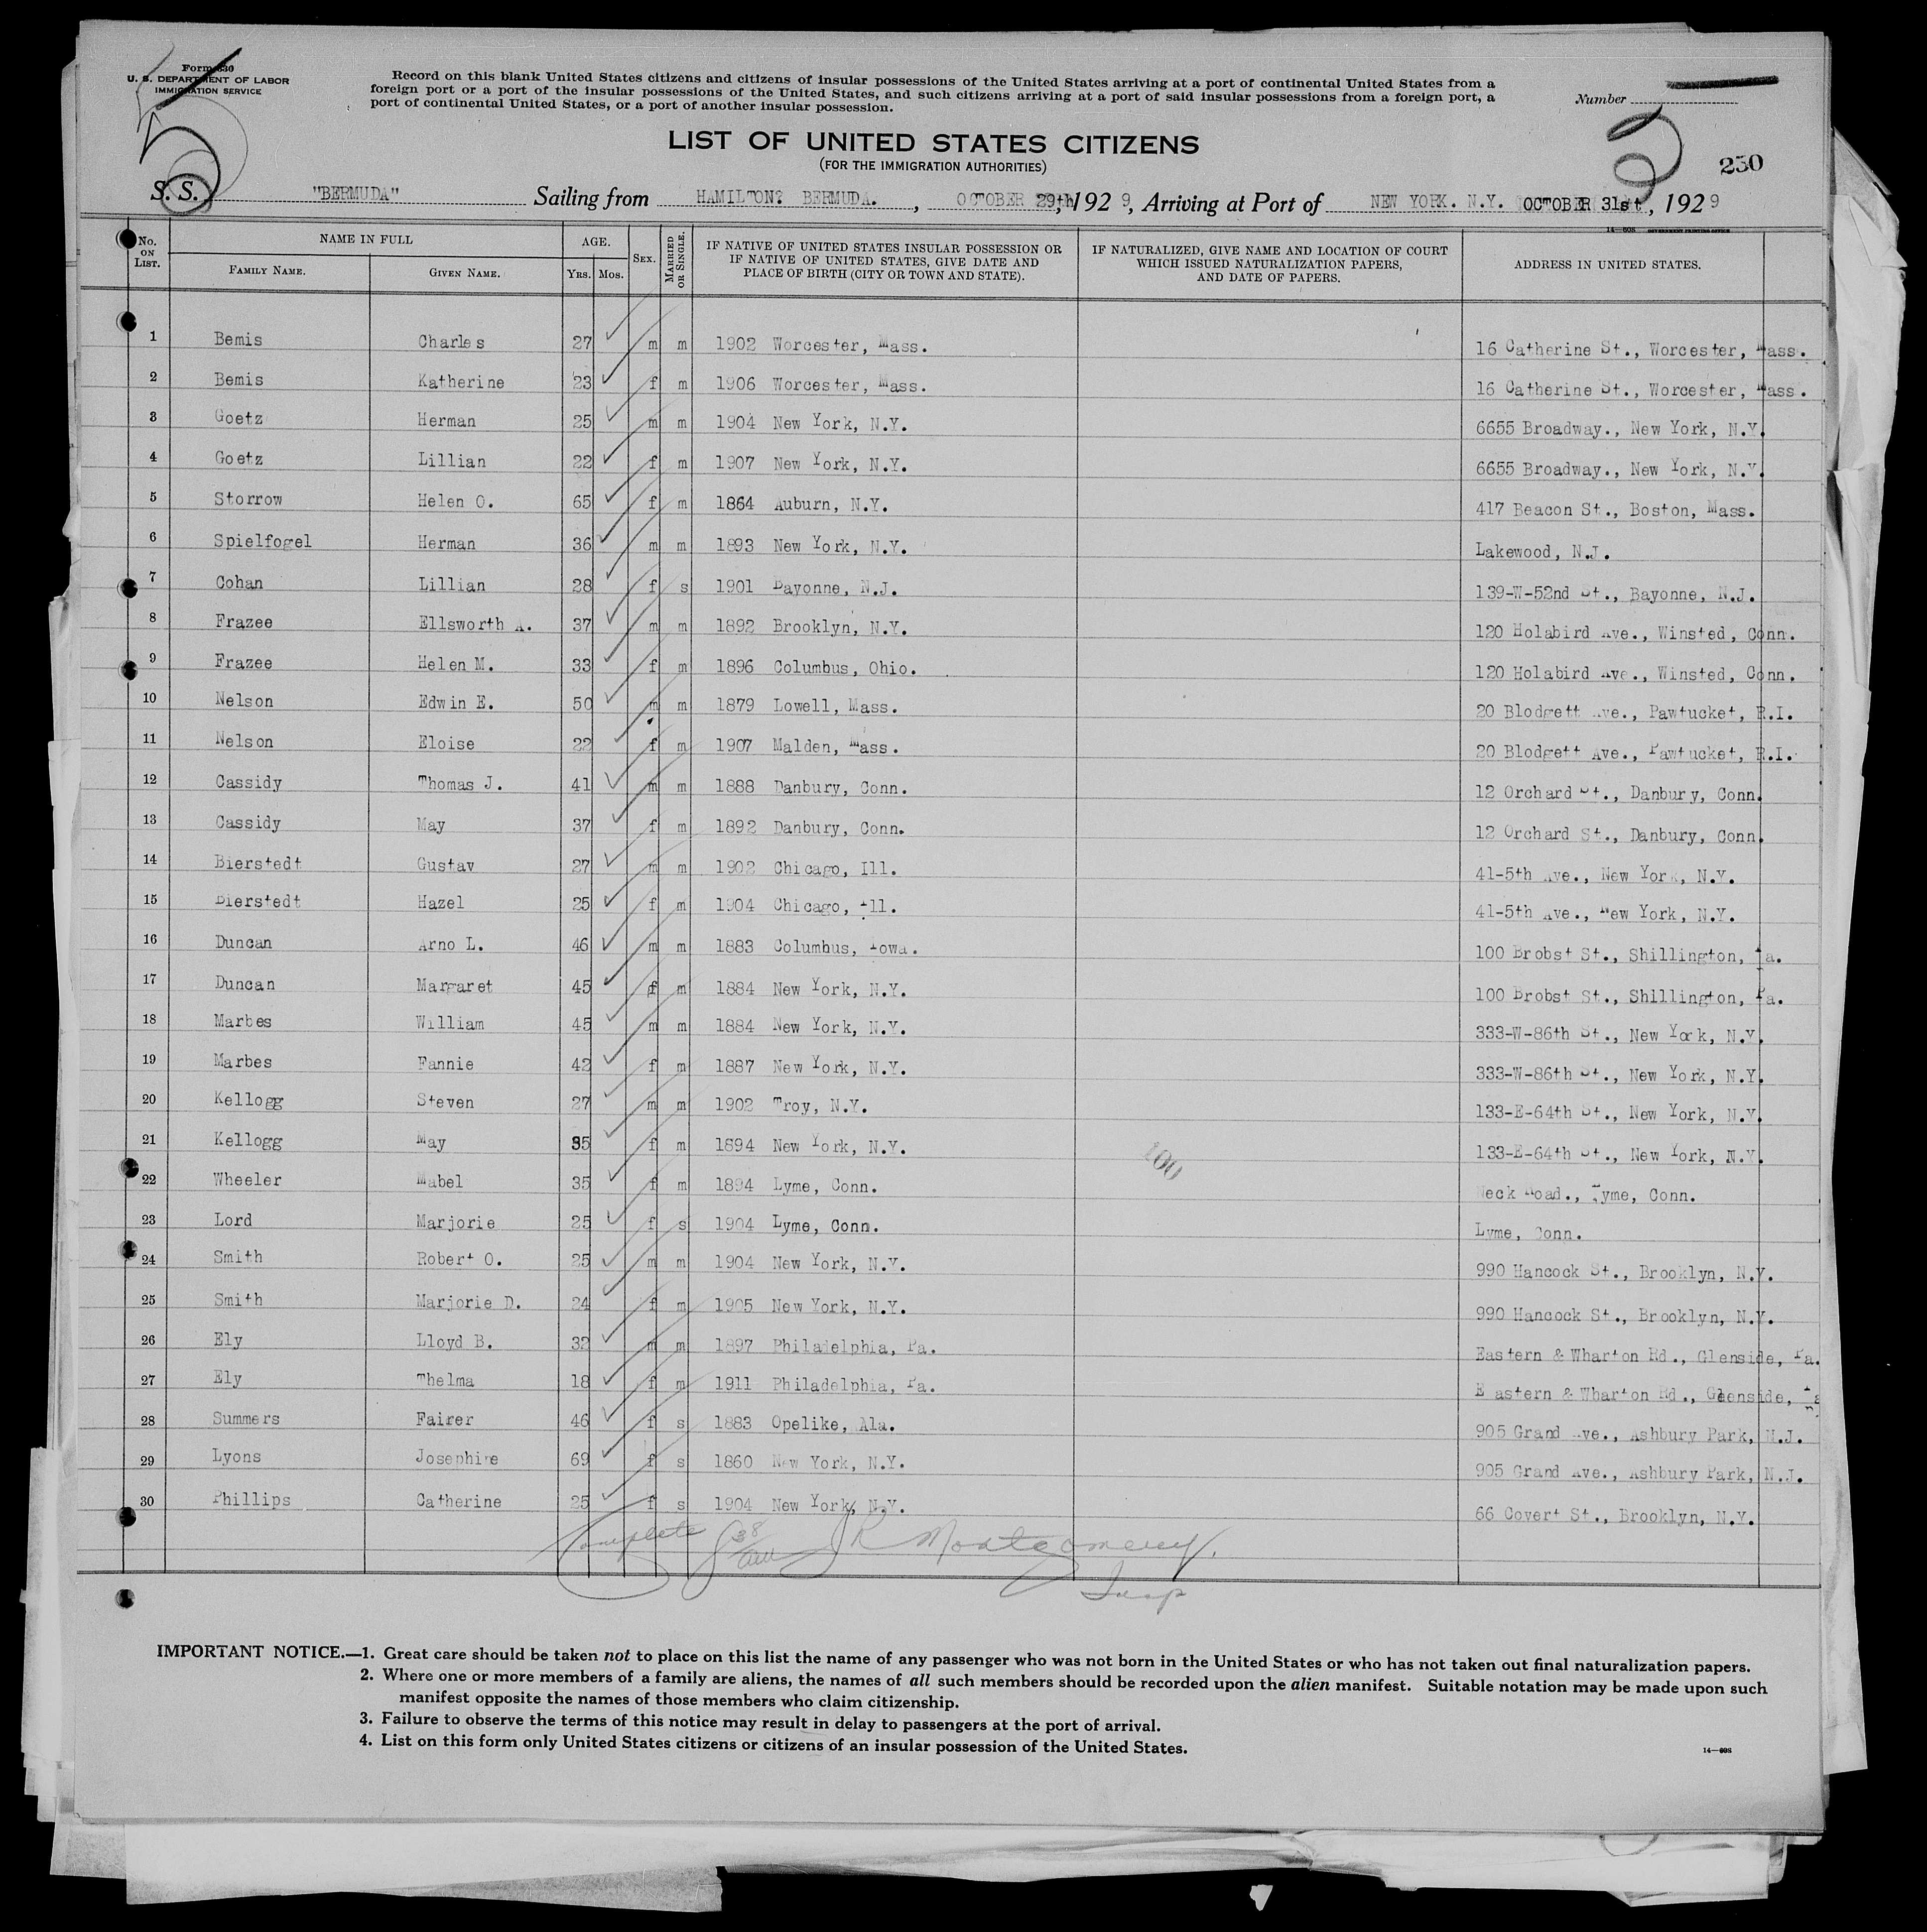 Form 630
U. S. DEPARTMENT OF LABOR
IMMIGRATION SERVICE
Record on this blank United States citizens and citizens of insular possessions of the United States arriving at a port of continental United States from a
foreign port or a port of the insular possessions of the United States, and such citizens arriving at a port of said insular possessions from a foreign port, a
port of continental United States, or a port of another insular possession.
Number
LIST OF UNITED STATES CITIZENS
(FOR THE IMMIGRATION AUTHORITIES)
230
S. S. "BERMUDA" Sailing from HAMILTON? BERMUDA. , OCTOBER 29th, 1929, Arriving at Port of NEW YORK. N.Y. OCTOBER 31st, 1929
14—608 GOVERNMENT PRINTING OFFICE
No. ON LIST. NAME IN FULL FAMILY NAME. GIVEN NAME. AGE. YRS. MOS. SEX. MARRIED OR SINGLE. IF NATIVE OF UNITED STATES INSULAR POSSESSION OR IF NATIVE OF UNITED STATES, GIVE DATE AND PLACE OF BIRTH (CITY OR TOWN AND STATE). IF NATURALIZED, GIVE NAME AND LOCATION OF COURT WHICH ISSUED NATURALIZATION PAPERS, AND DATE OF PAPERS. ADDRESS IN UNITED STATES.
1 Bemis Charles 27 m m 1902 Worcester, Mass. 16 Catherine St., Worcester, Mass.
2 Bemis Katherine 23 f m 1906 Worcester, Mass. 16 Catherine St., Worcester, Mass.
3 Goetz Herman 25 m m 1904 New York, N.Y. 6655 Broadway., New York, N.Y.
4 Goetz Lillian 22 f m 1907 New York, N.Y. 6655 Broadway., New York, N.Y.
5 Storrow Helen O. 65 f m 1864 Auburn, N.Y. 417 Beacon St., Boston, Mass.
6 Spielfogel Herman 36 m m 1893 New York, N.Y. Lakewood, N.J.
7 Cohan Lillian 28 f s 1901 Bayonne, N.J. 139-W-52nd St., Bayonne, N.J.
8 Frazee Ellsworth A. 37 m m 1892 Brooklyn, N.Y. 120 Holabird Ave., Winsted, Conn.
9 Frazee Helen M. 33 f m 1896 Columbus, Ohio. 120 Holabird Ave., Winsted, Conn.
10 Nelson Edwin E. 50 m m 1879 Lowell, Mass. 20 Blodgett Ave., Pawtucket, R.I.
11 Nelson Eloise 22 f m 1907 Malden, Mass. 20 Blodgett Ave., Pawtucket, R.I.
12 Cassidy Thomas J. 41 m m 1888 Danbury, Conn. 12 Orchard St., Danbury, Conn.
13 Cassidy May 37 f m 1892 Danbury, Conn. 12 Orchard St., Danbury, Conn.
14 Bierstedt Gustav 27 m m 1902 Chicago, Ill. 41-5th Ave., New York, N.Y.
15 Bierstedt Hazel 25 f m 1904 Chicago, Ill. 41-5th Ave., New York, N.Y.
16 Duncan Arno L. 46 m m 1883 Columbus, Iowa. 100 Brobst St., Shillington, Pa.
17 Duncan Margaret 45 f m 1884 New York, N.Y. 100 Brobst St., Shillington, Pa.
18 Marbes William 45 m m 1884 New York, N.Y. 333-W-86th St., New York, N.Y.
19 Marbes Fannie 42 f m 1887 New York, N.Y. 333-W-86th St., New York, N.Y.
20 Kellogg Steven 27 m m 1902 Troy, N.Y. 133-E-64th St., New York, N.Y.
21 Kellogg May 35 f m 1894 New York, N.Y. 133-E-64th St., New York, N.Y.
22 Wheeler Mabel 35 f m 1894 Lyme, Conn. Neck Road., Lyme, Conn.
23 Lord Marjorie 25 f s 1904 Lyme, Conn. Lyme, Conn.
24 Smith Robert O. 25 m m 1904 New York, N.Y. 990 Hancock St., Brooklyn, N.Y.
25 Smith Marjorie D. 24 f m 1905 New York, N.Y. 990 Hancock St., Brooklyn, N.Y.
26 Ely Lloyd B. 32 m m 1897 Philadelphia, Pa. Eastern & Wharton Rd., Glenside, Pa.
27 Ely Thelma 18 f m 1911 Philadelphia, Pa. E astern & Wharton Rd., Glenside, Pa
28 Summers Fairer 46 f s 1883 Opelike, Ala. 905 Grand Ave., Ashbury Park, N.J.
29 Lyons Josephine 69 f s 1860 New York, N.Y. 905 Grand Ave., Ashbury Park, N.J.
30 Phillips Catherine 25 f s 1904 New York, N.Y. 66 Covert St., Brooklyn, N.Y.
100
Complete Montgomery.
Insp
IMPORTANT NOTICE.—1. Great care should be taken not to place on this list the name of any passenger who was not born in the United States or who has not taken out final naturalization papers.
2. Where one or more members of a family are aliens, the names of all such members should be recorded upon the alien manifest. Suitable notation may be made upon such
manifest opposite the names of those members who claim citizenship.
3. Failure to observe the terms of this notice may result in delay to passengers at the port of arrival.
4. List on this form only United States citizens or citizens of an insular possession of the United States.
14—608